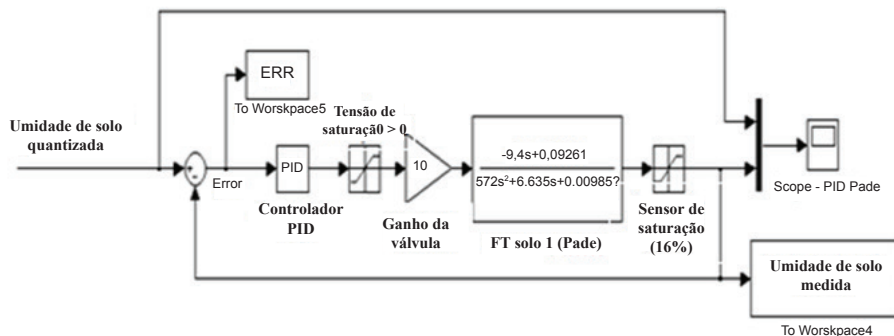 ERR
To Worskpace5
Tensão de
saturaçã0 > 0
Umidade de solo
quantizada
Error
PID
Controlador
PID
10
Ganho da
válvula
-9,4s+0,09261
572s²+6.635s+0.00985?
FT solo 1 (Pade)
Sensor de
saturação
(16%)
Scope - PID Pade
Umidade de solo
medida
To Worskpace4